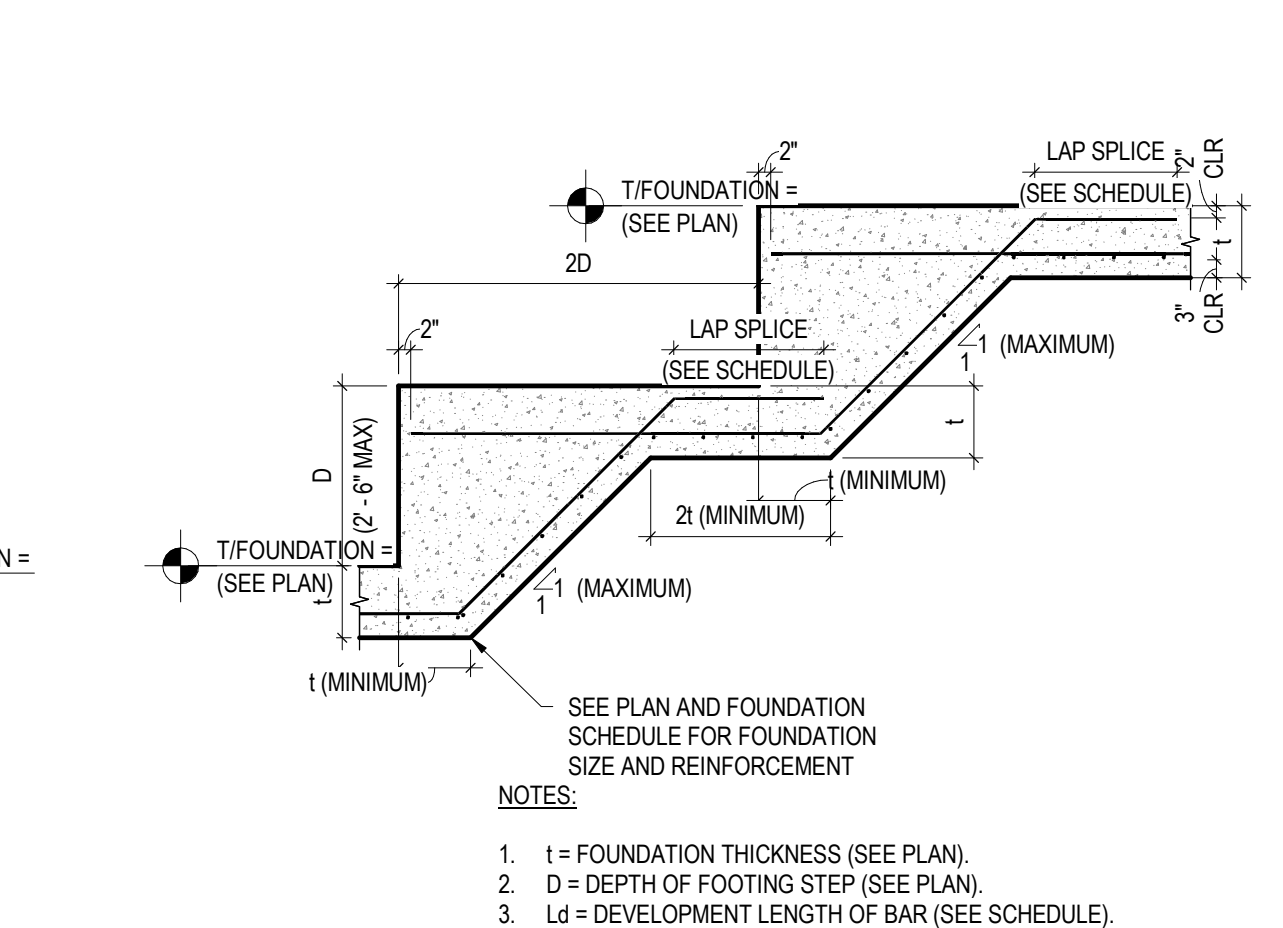 2"
LAP SPLICE
(SEE SCHEDULE)
2"
CLR
T/FOUNDATION =
(SEE PLAN)
t
2D
3"
CLR
2"
LAP SPLICE
(SEE SCHEDULE)
1 (MAXIMUM)
1
t
D
(2' - 6" MAX)
t (MINIMUM)
2t (MINIMUM)
N =
T/FOUNDATION =
(SEE PLAN)
t
1 (MAXIMUM)
1
t (MINIMUM)
SEE PLAN AND FOUNDATION
SCHEDULE FOR FOUNDATION
SIZE AND REINFORCEMENT
NOTES:
1. t = FOUNDATION THICKNESS (SEE PLAN).
2. D = DEPTH OF FOOTING STEP (SEE PLAN).
3. Ld = DEVELOPMENT LENGTH OF BAR (SEE SCHEDULE).